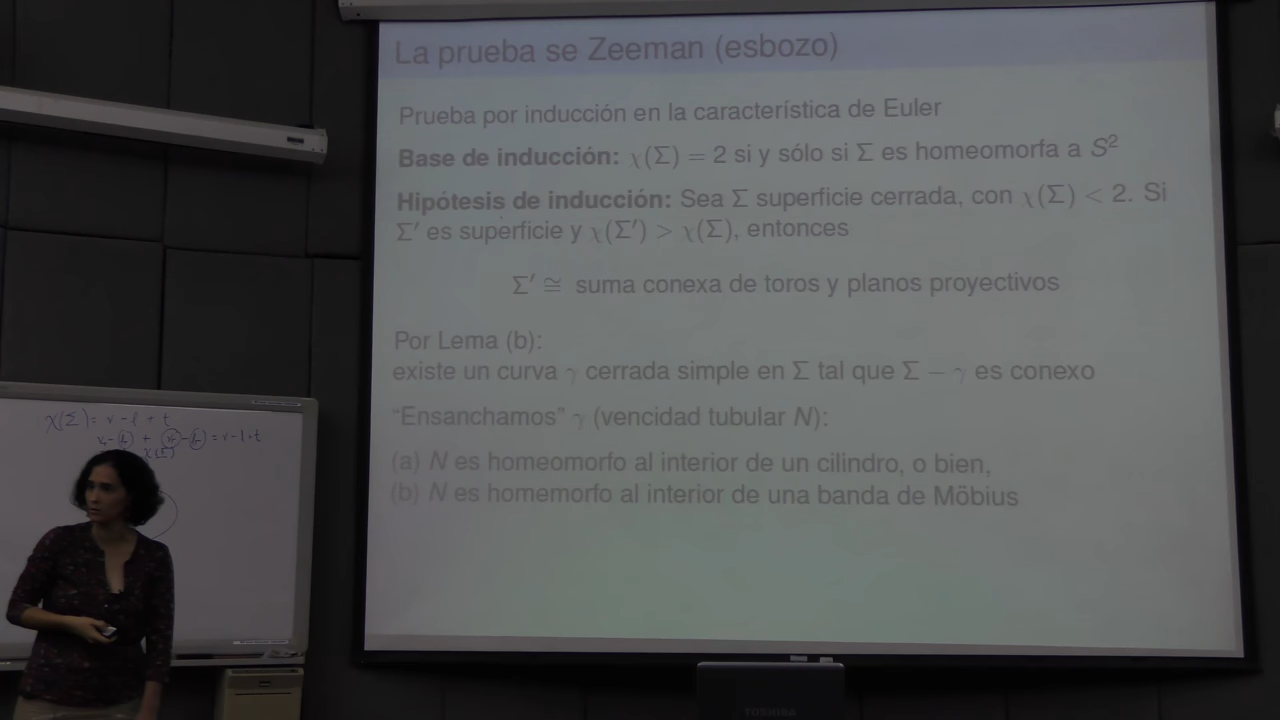 La prueba se Zeeman (esbozo)
Prueba por inducción en la característica de Euler
Base de inducción: χ(Σ) = 2 si y sólo si Σ es homeomorfa a S²
Hipótesis de inducción: Sea Σ superficie cerrada, con χ(Σ) < 2. Si
Σ′ es superficie y χ(Σ′) > χ(Σ), entonces
Σ′ ≅ suma conexa de toros y planos proyectivos
Por Lema (b):
existe un curva γ cerrada simple en Σ tal que Σ − γ es conexo
“Ensanchamos” γ (vencidad tubular N):
(a) N es homeomorfo al interior de un cilindro, o bien,
(b) N es homemorfo al interior de una banda de Möbius
χ(Σ) = v − l + t
= v − l + t
TOSHIBA